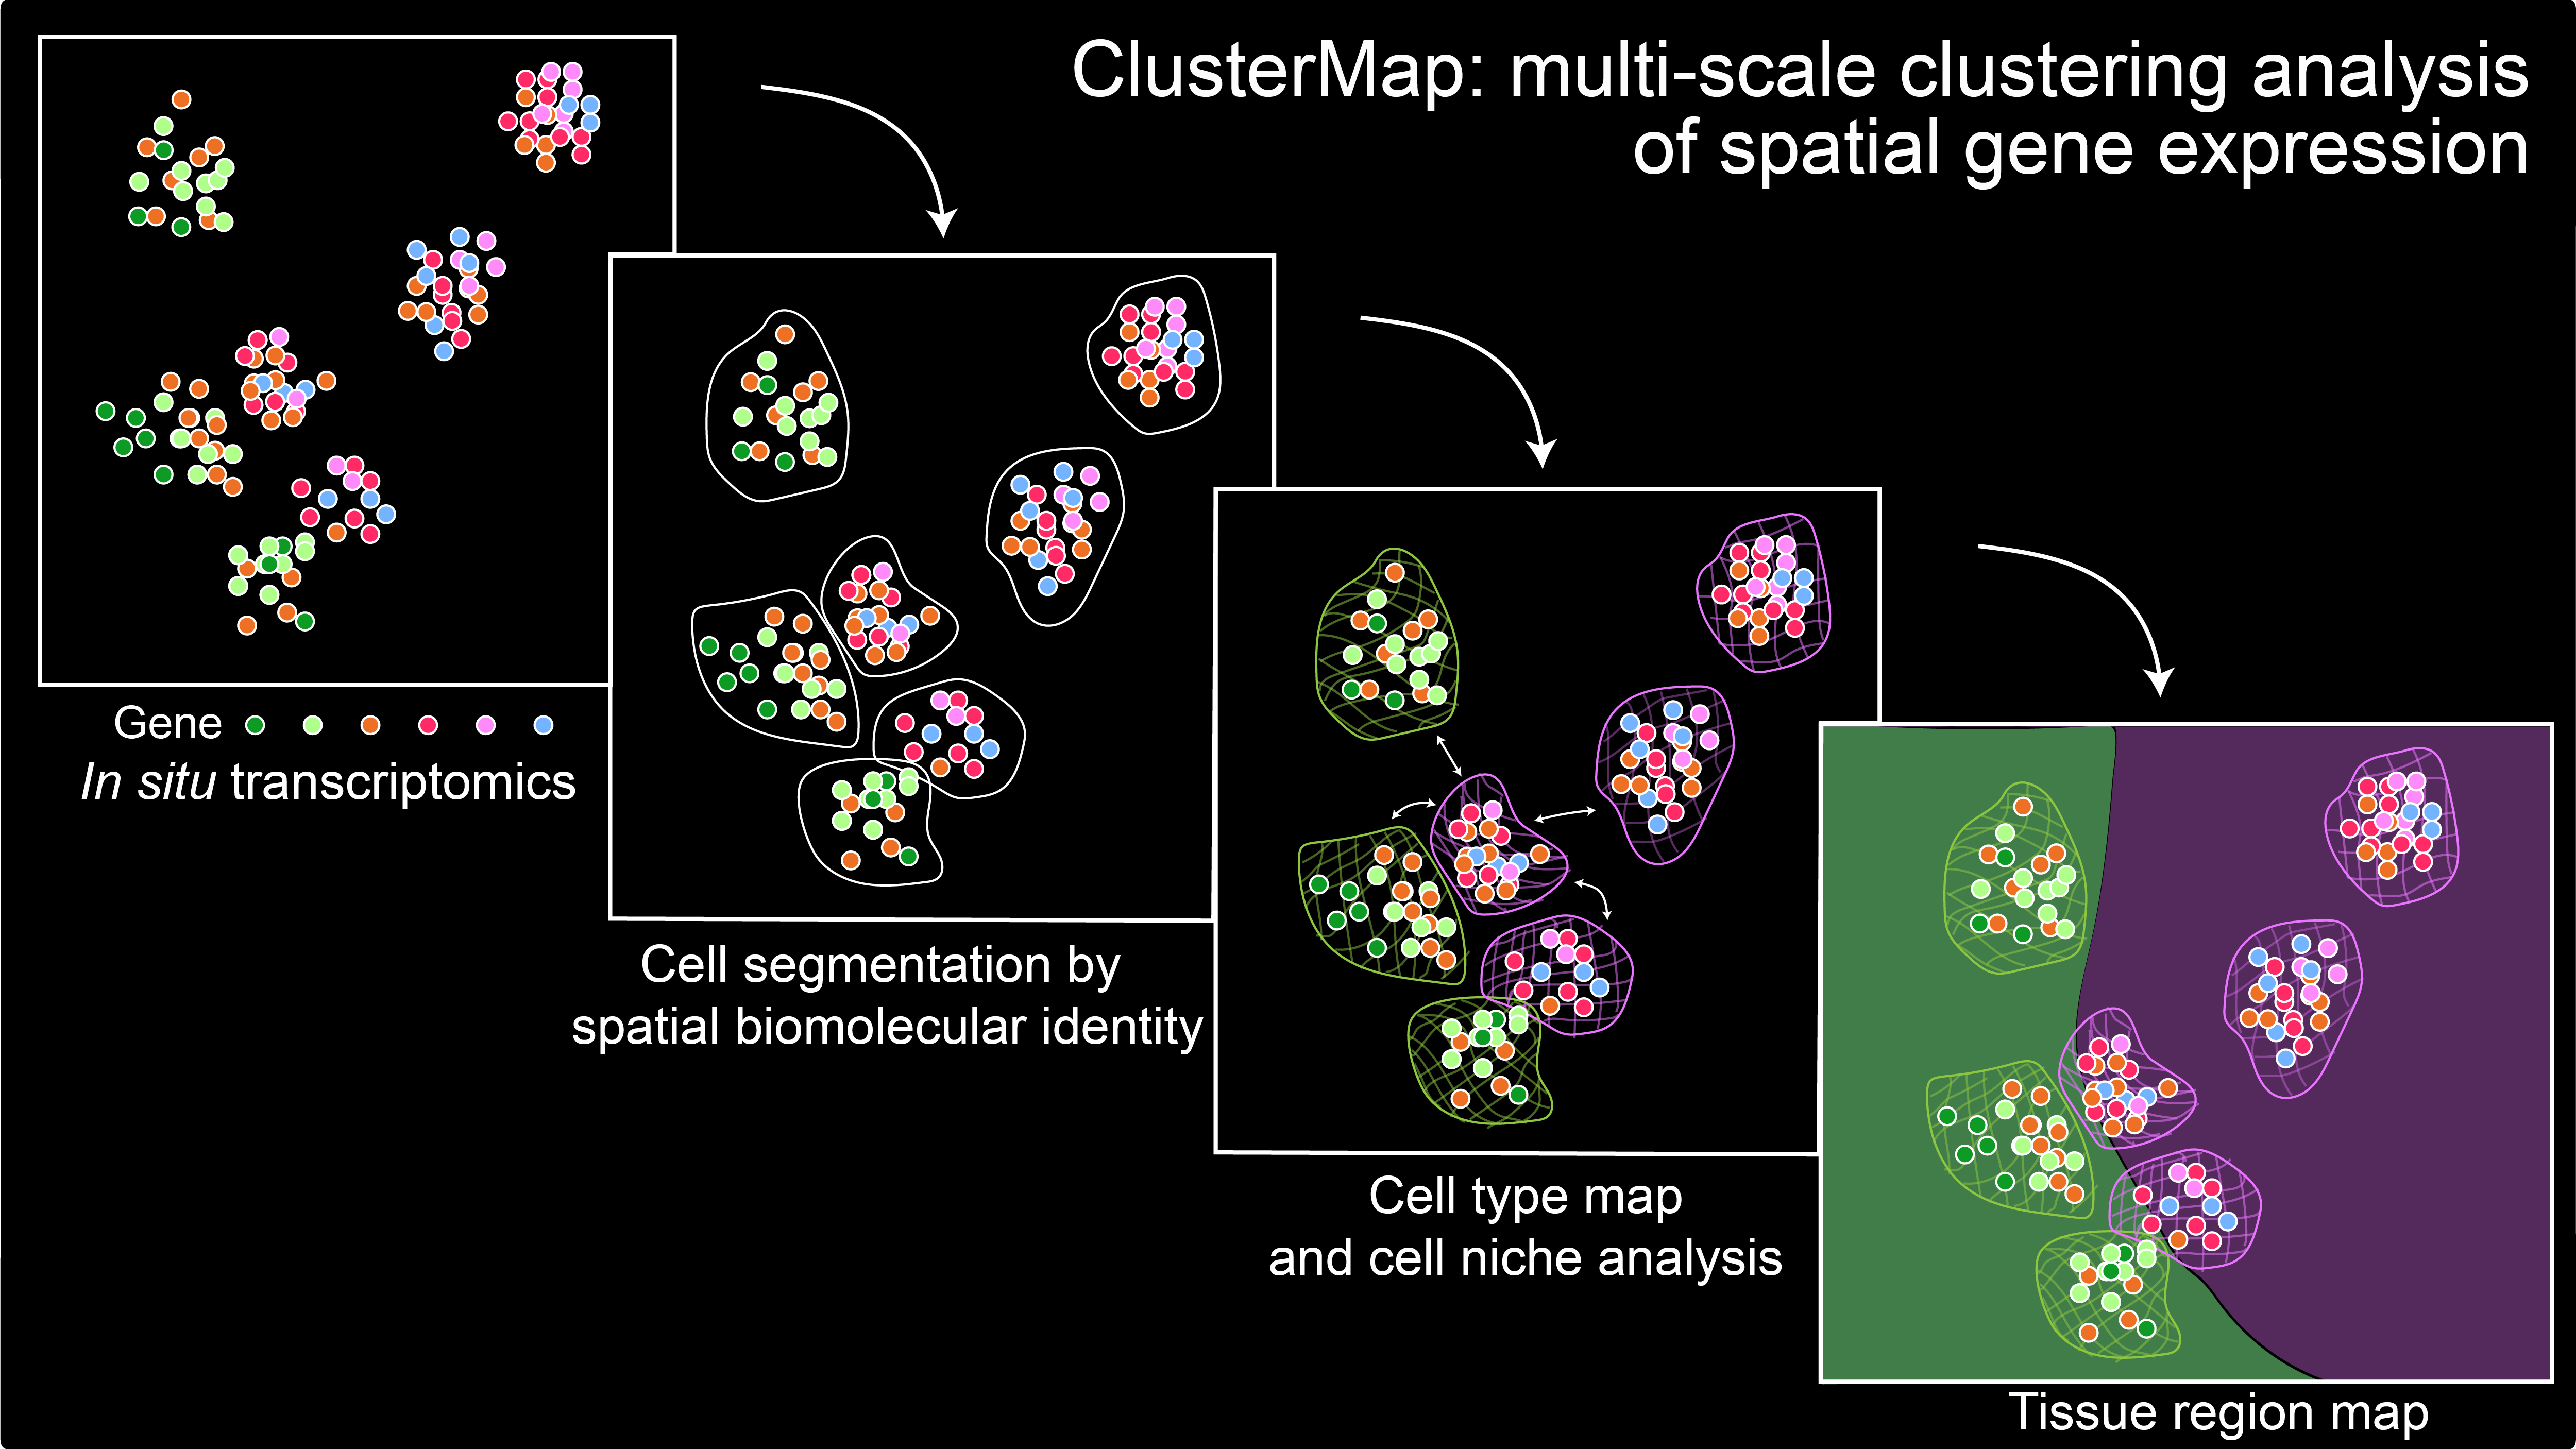 ClusterMap: multi-scale clustering analysis
of spatial gene expression
Gene
In situ transcriptomics
Cell segmentation by
spatial biomolecular identity
Cell type map
and cell niche analysis
Tissue region map